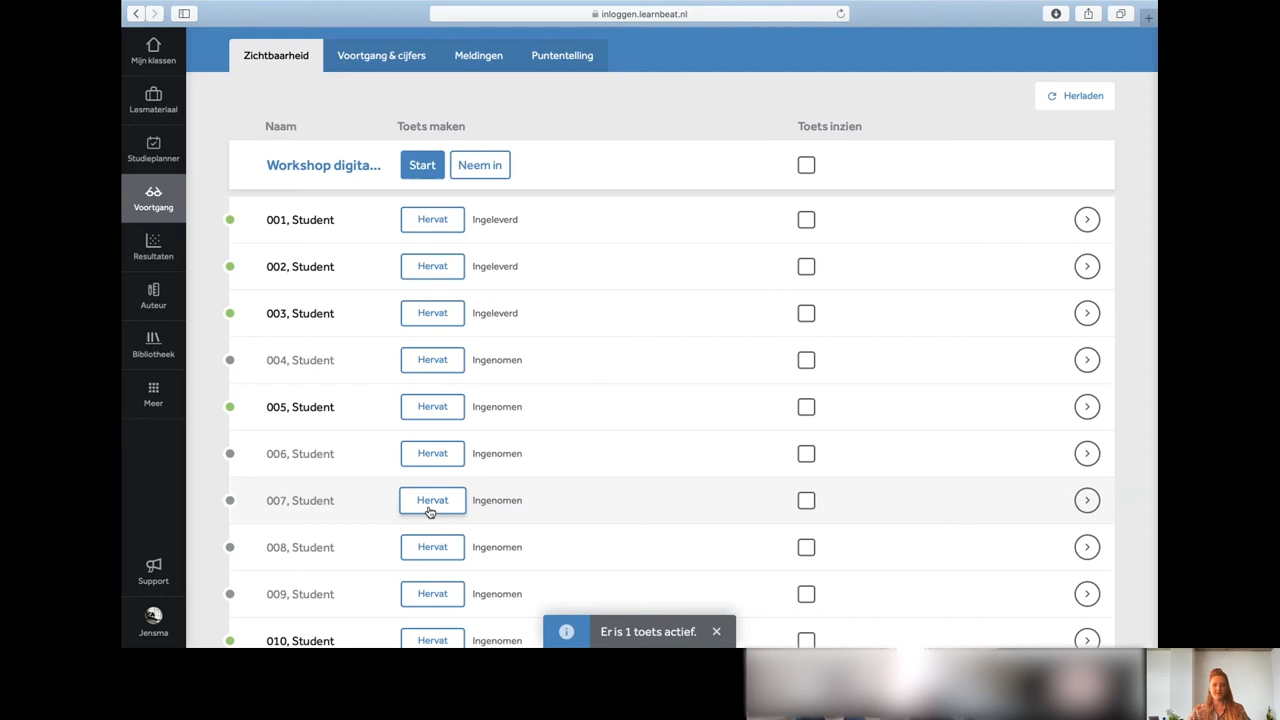 inloggen.learnbeat.nl
Mijn klassen
Lesmateriaal
Studieplanner
Voortgang
Resultaten
Auteur
Bibliotheek
Meer
Support
Jensma
Zichtbaarheid Voortgang & cijfers Meldingen Puntentelling
Herladen
Naam Toets maken Toets inzien
Workshop digita... Start Neem in
001, Student Hervat Ingeleverd
002, Student Hervat Ingeleverd
003, Student Hervat Ingeleverd
004, Student Hervat Ingenomen
005, Student Hervat Ingenomen
006, Student Hervat Ingenomen
007, Student Hervat Ingenomen
008, Student Hervat Ingenomen
009, Student Hervat Ingenomen
010, Student Hervat Ingenomen
Er is 1 toets actief.